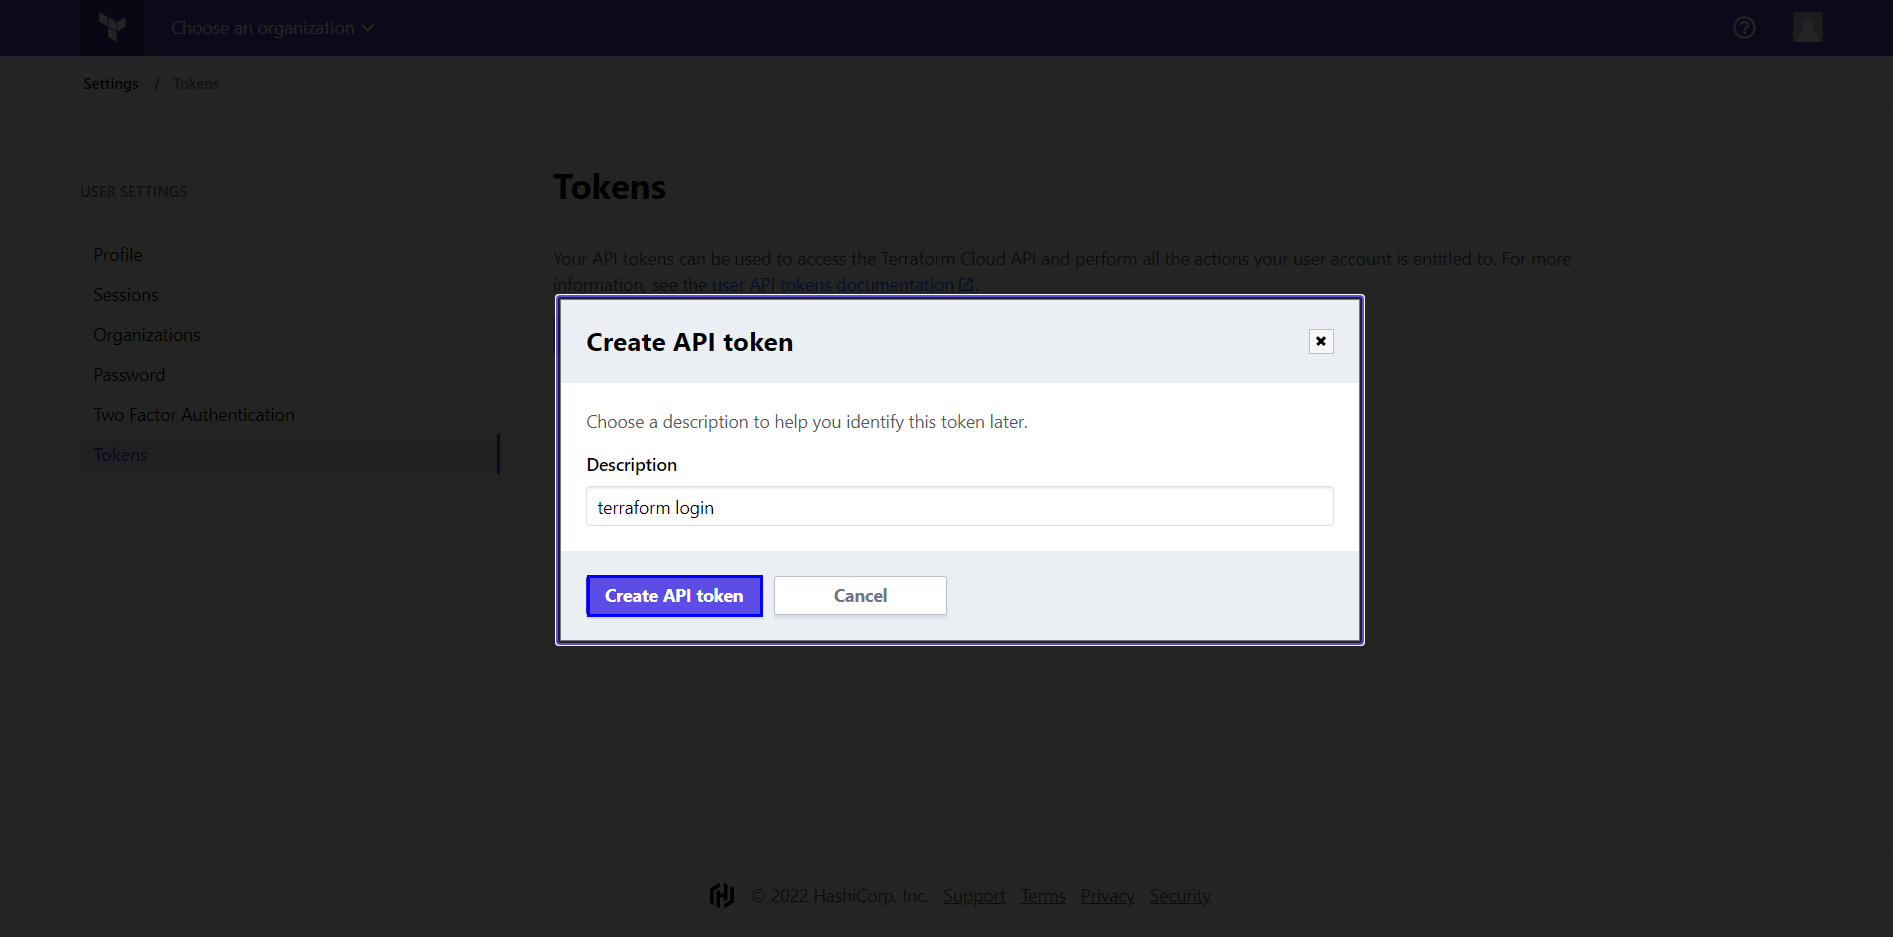 Choose an organization
Settings / Tokens
USER SETTINGS
Profile
Sessions
Organizations
Password
Two Factor Authentication
Tokens
Tokens
Your API tokens can be used to access the Terraform Cloud API and perform all the actions your user account is entitled to. For more
information, see the user API tokens documentation.
Create API token
Choose a description to help you identify this token later.
Description
terraform login
Create API token
Cancel
© 2022 HashiCorp, Inc. Support Terms Privacy Security